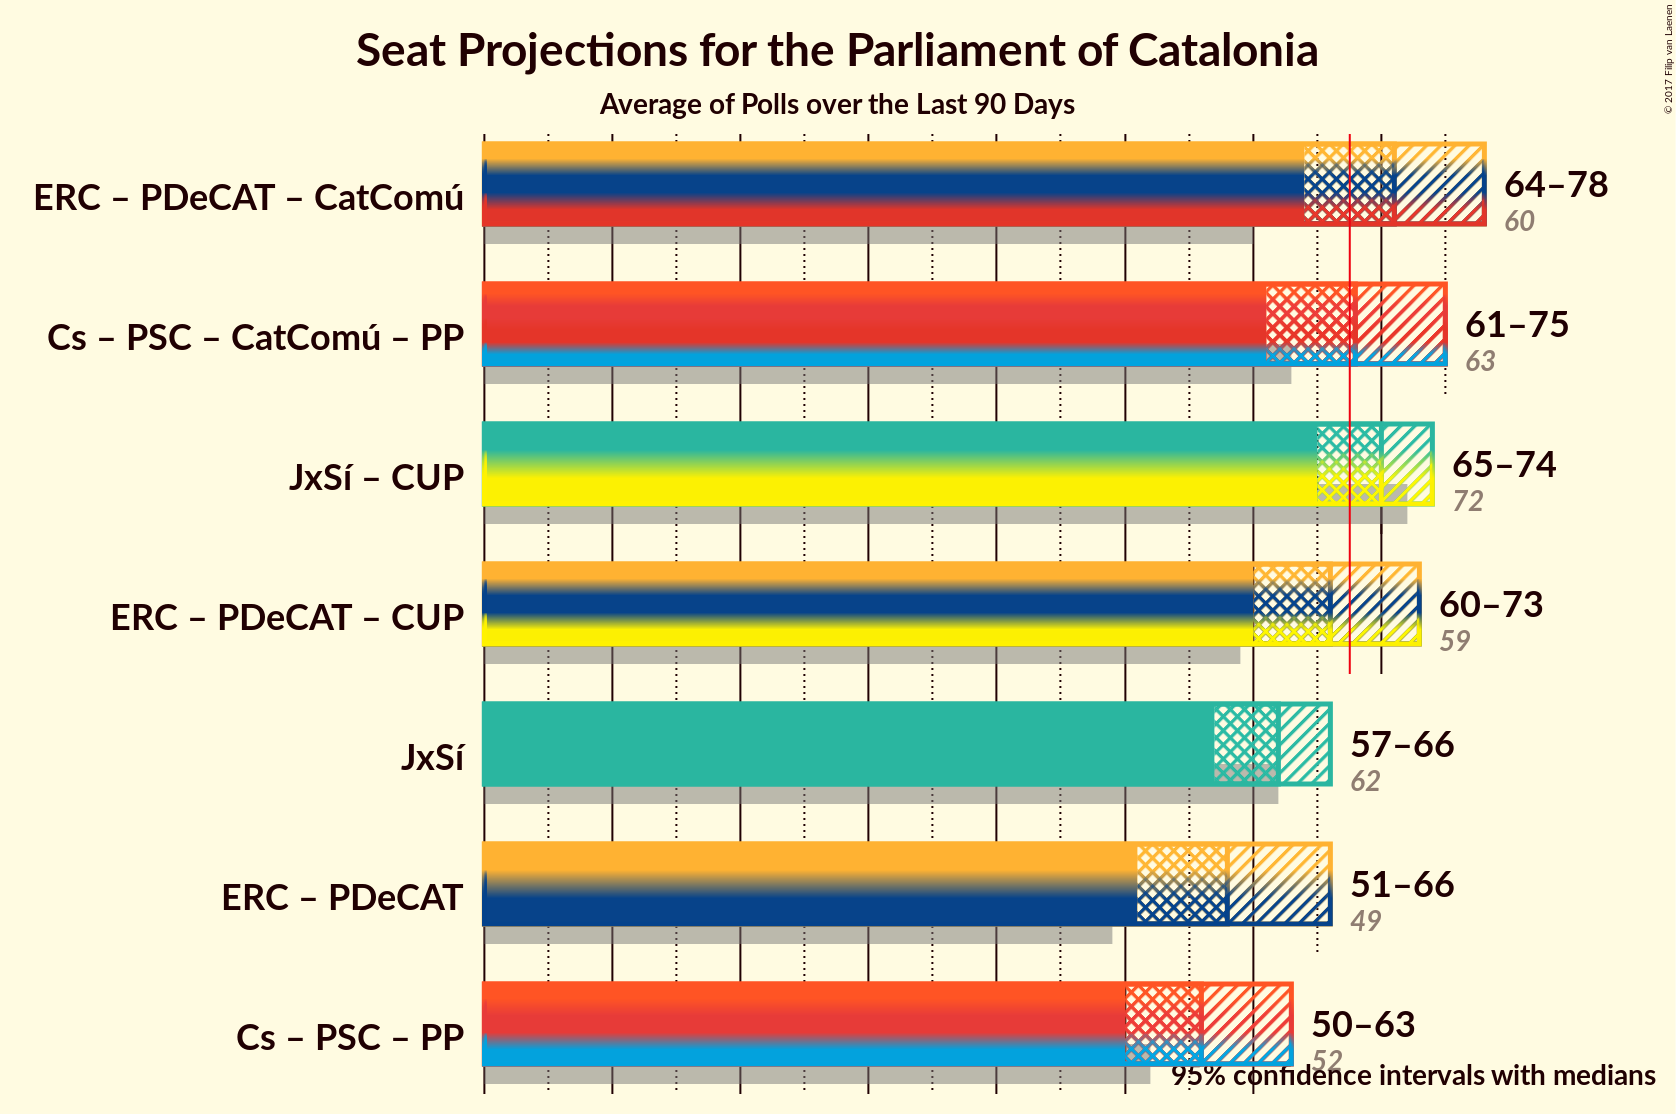 Seat Projections for the Parliament of Catalonia
Average of Polls over the Last 90 Days
© 2017 Filip van Laenen
ERC – PDeCAT – CatComú
64–78
60
Cs – PSC – CatComú – PP
61–75
63
JxSí – CUP
65–74
72
ERC – PDeCAT – CUP
60–73
59
JxSí
57–66
62
ERC – PDeCAT
51–66
49
Cs – PSC – PP
50–63
52
95% confidence intervals with medians